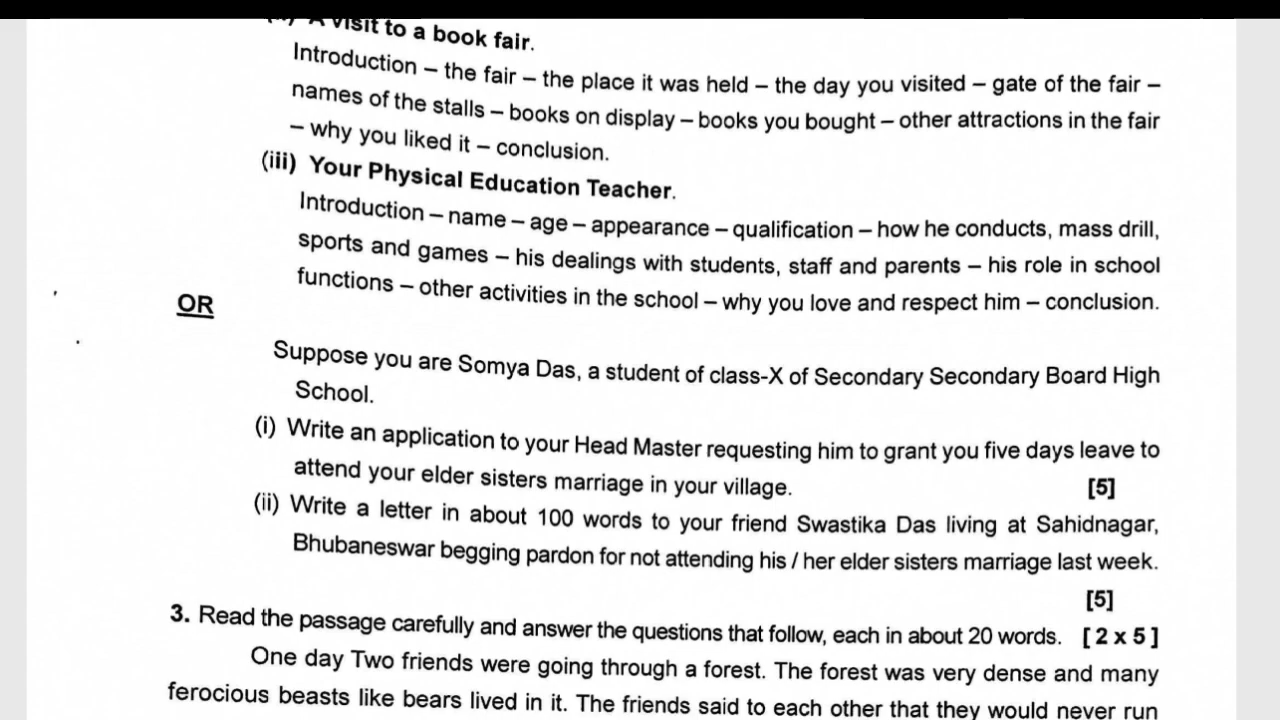 A visit to a book fair.
Introduction – the fair – the place it was held – the day you visited – gate of the fair –
names of the stalls – books on display – books you bought – other attractions in the fair
– why you liked it – conclusion.
(iii) Your Physical Education Teacher.
Introduction – name – age – appearance – qualification – how he conducts, mass drill,
sports and games – his dealings with students, staff and parents – his role in school
functions – other activities in the school – why you love and respect him – conclusion.
OR
Suppose you are Somya Das, a student of class-X of Secondary Secondary Board High
School.
(i) Write an application to your Head Master requesting him to grant you five days leave to
attend your elder sisters marriage in your village. [5]
(ii) Write a letter in about 100 words to your friend Swastika Das living at Sahidnagar,
Bhubaneswar begging pardon for not attending his / her elder sisters marriage last week.
[5]
3. Read the passage carefully and answer the questions that follow, each in about 20 words. [ 2 x 5 ]
One day Two friends were going through a forest. The forest was very dense and many
ferocious beasts like bears lived in it. The friends said to each other that they would never run